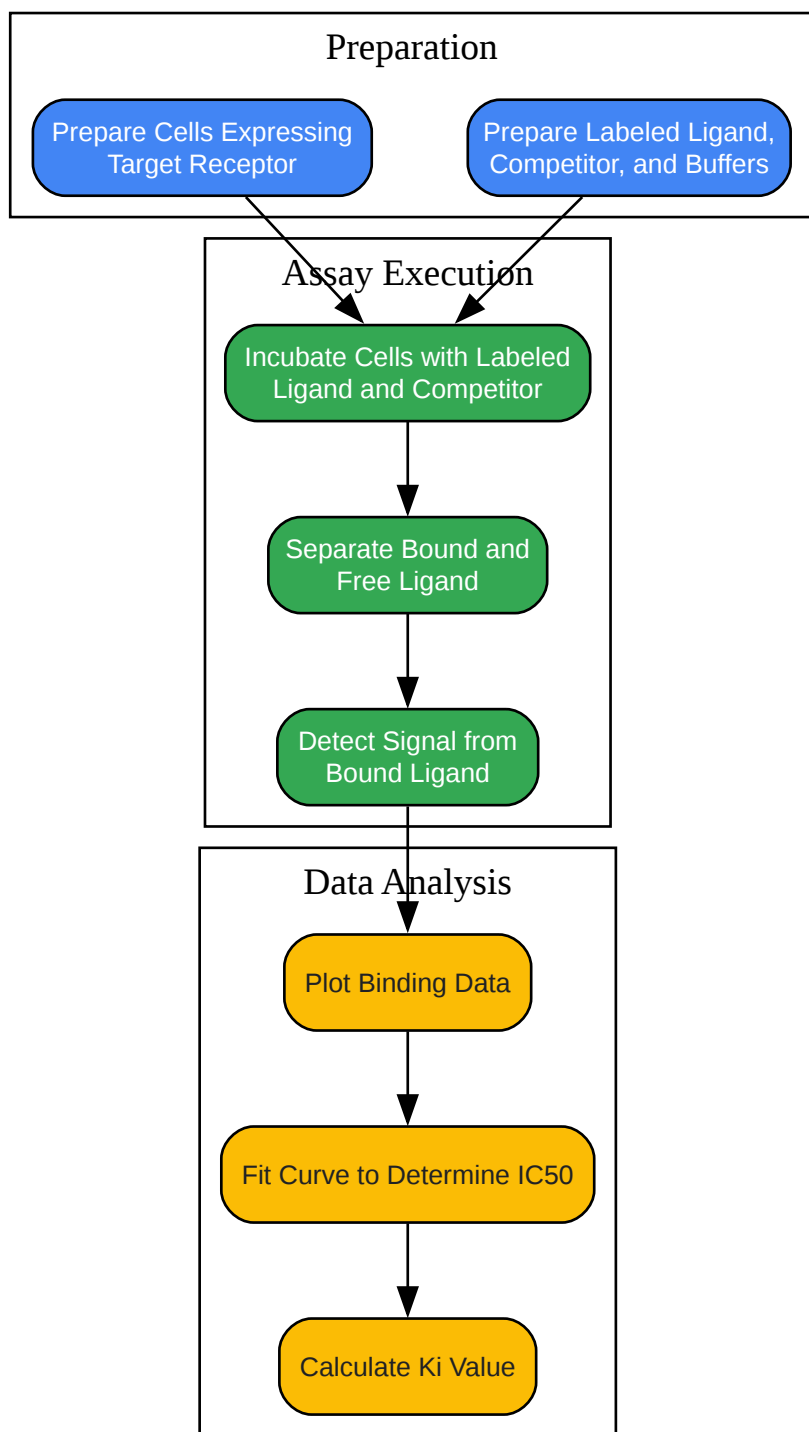 Preparation
Prepare Cells Expressing
Target Receptor
Prepare Labeled Ligand,
Competitor, and Buffers
Assay Execution
Incubate Cells with Labeled
Ligand and Competitor
Separate Bound and
Free Ligand
Detect Signal from
Bound Ligand
Data Analysis
Plot Binding Data
Fit Curve to Determine IC50
Calculate Ki Value